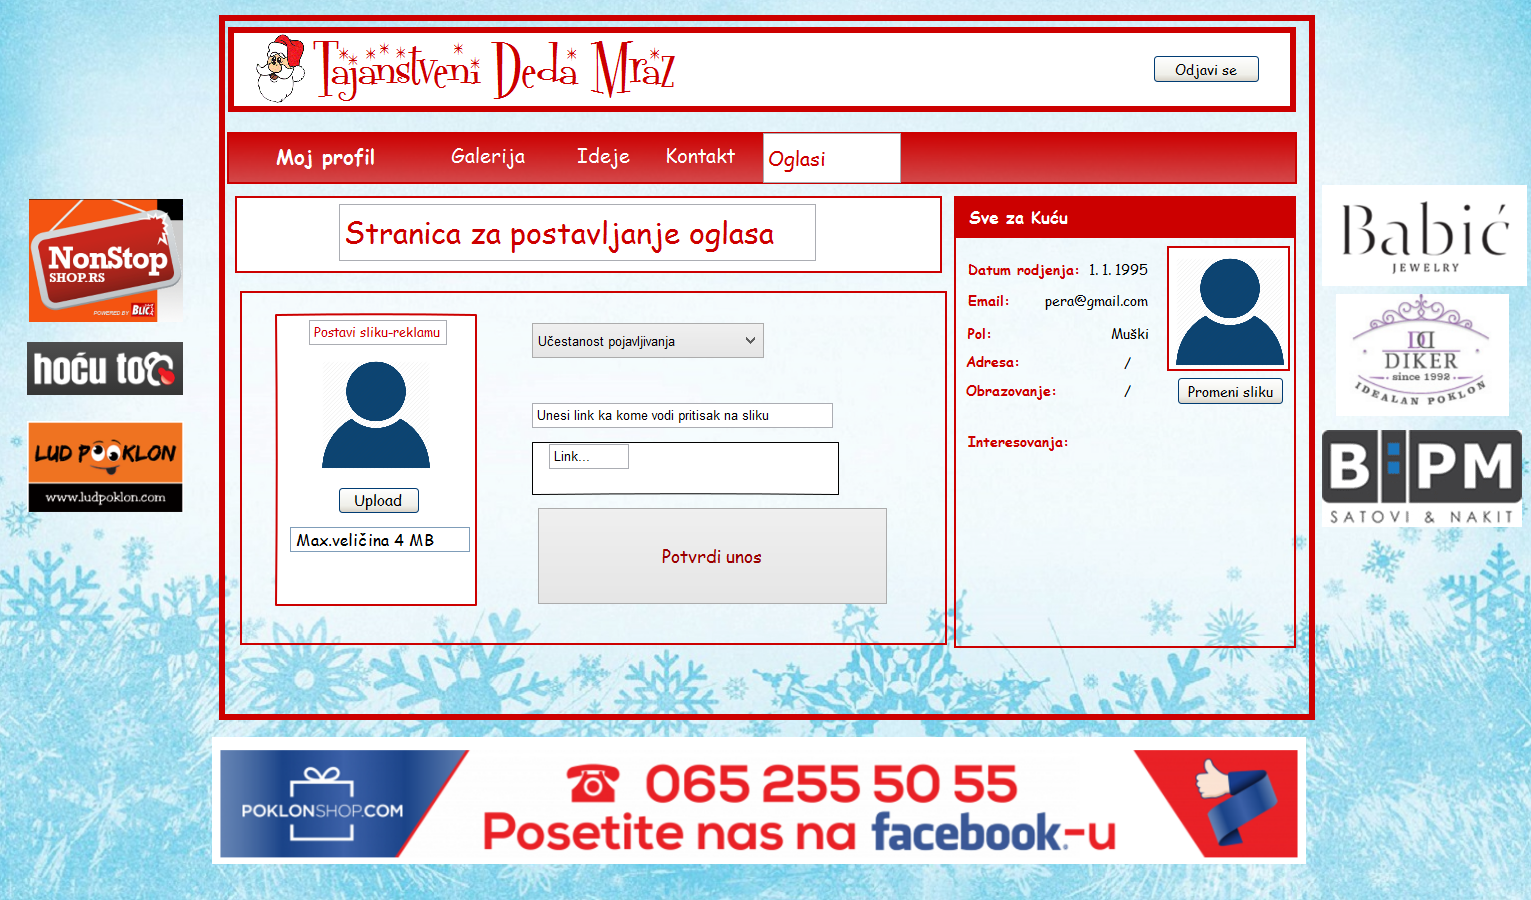 Tajanstveni Deda Mraz
Odjavi se
Moj profil
Galerija
Ideje
Kontakt
Oglasi
NonStop
SHOP.RS
POWERED BY BLIC
hoću to
LUD POOKLON
www.ludpoklon.com
Stranica za postavljanje oglasa
Postavi sliku-reklamu
Upload
Max.veličina 4 MB
Učestanost pojavljivanja
Unesi link ka kome vodi pritisak na sliku
Link...
Potvrdi unos
Sve za Kuću
Datum rodjenja: 1. 1. 1995
Email: pera@gmail.com
Pol: Muški
Adresa: /
Obrazovanje: /
Interesovanja:
Promeni sliku
Babić
JEWELRY
DD
DIKER
since 1992
IDEALAN POKLON
B:PM
SATOVI & NAKIT
POKLONSHOP.COM
065 255 50 55
Posetite nas na facebook-u